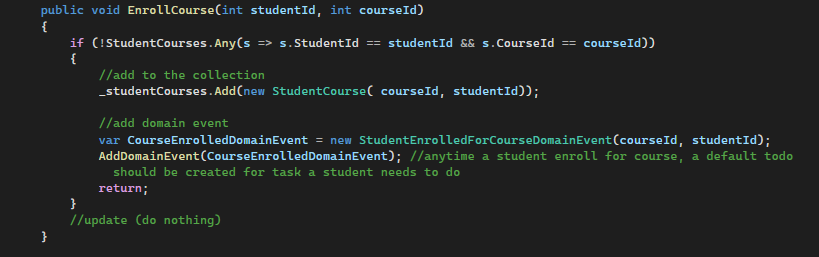 public void EnrollCourse(int studentId, int courseId)
{
if (!StudentCourses.Any(s => s.StudentId == studentId && s.CourseId == courseId))
{
//add to the collection
_studentCourses.Add(new StudentCourse( courseId, studentId));
//add domain event
var CourseEnrolledDomainEvent = new StudentEnrolledForCourseDomainEvent(courseId, studentId);
AddDomainEvent(CourseEnrolledDomainEvent); //anytime a student enroll for course, a default todo
should be created for task a student needs to do
return;
}
//update (do nothing)
}